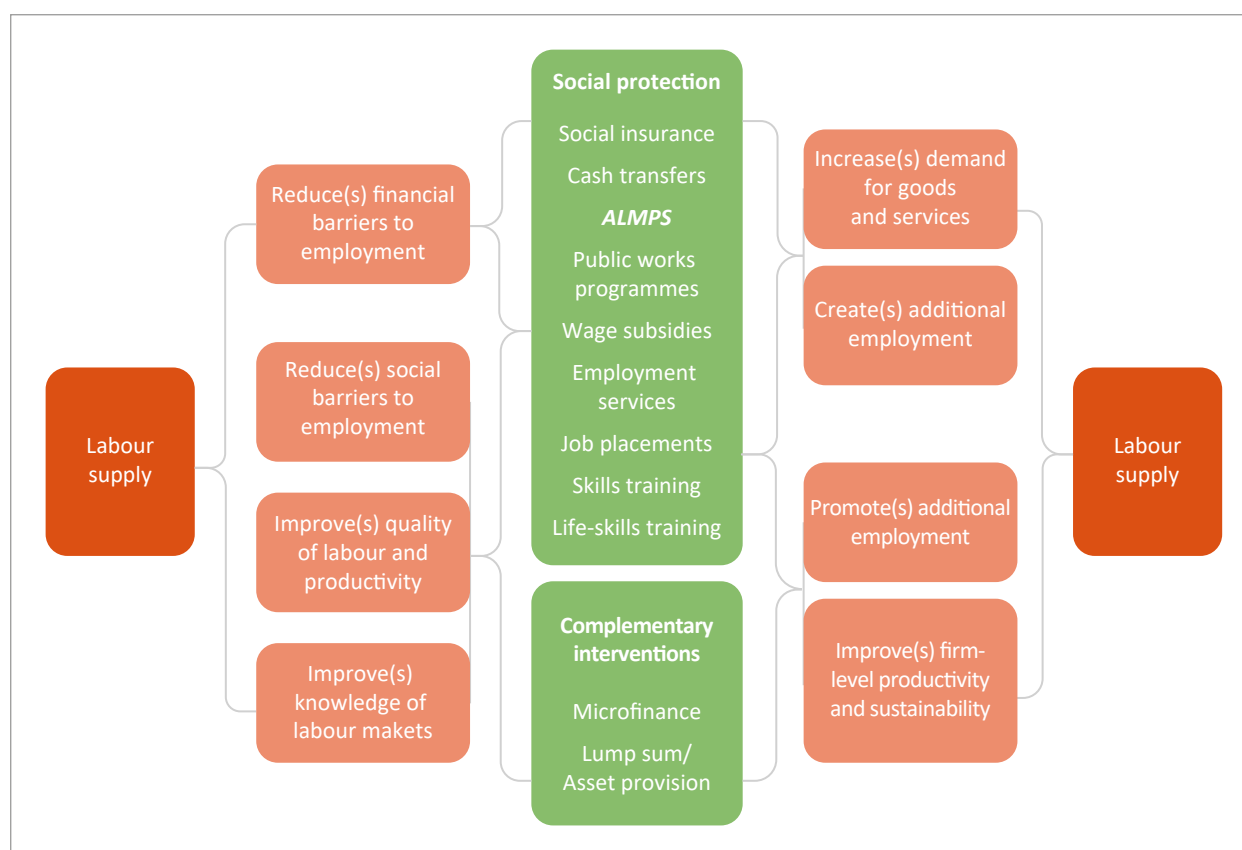 Labour
supply
Reduce(s) financial
barriers to
employment
Reduce(s) social
barriers to
employment
Improve(s) quality
of labour and
productivity
Improve(s)
knowledge of
labour makets
Social protection
Social insurance
Cash transfers
ALMPS
Public works
programmes
Wage subsidies
Employment
services
Job placements
Skills training
Life-skills training
Complementary
interventions
Microfinance
Lump sum/
Asset provision
Increase(s) demand
for goods
and services
Create(s) additional
employment
Promote(s) additional
employment
Improve(s) firm-
level productivity
and sustainability
Labour
supply